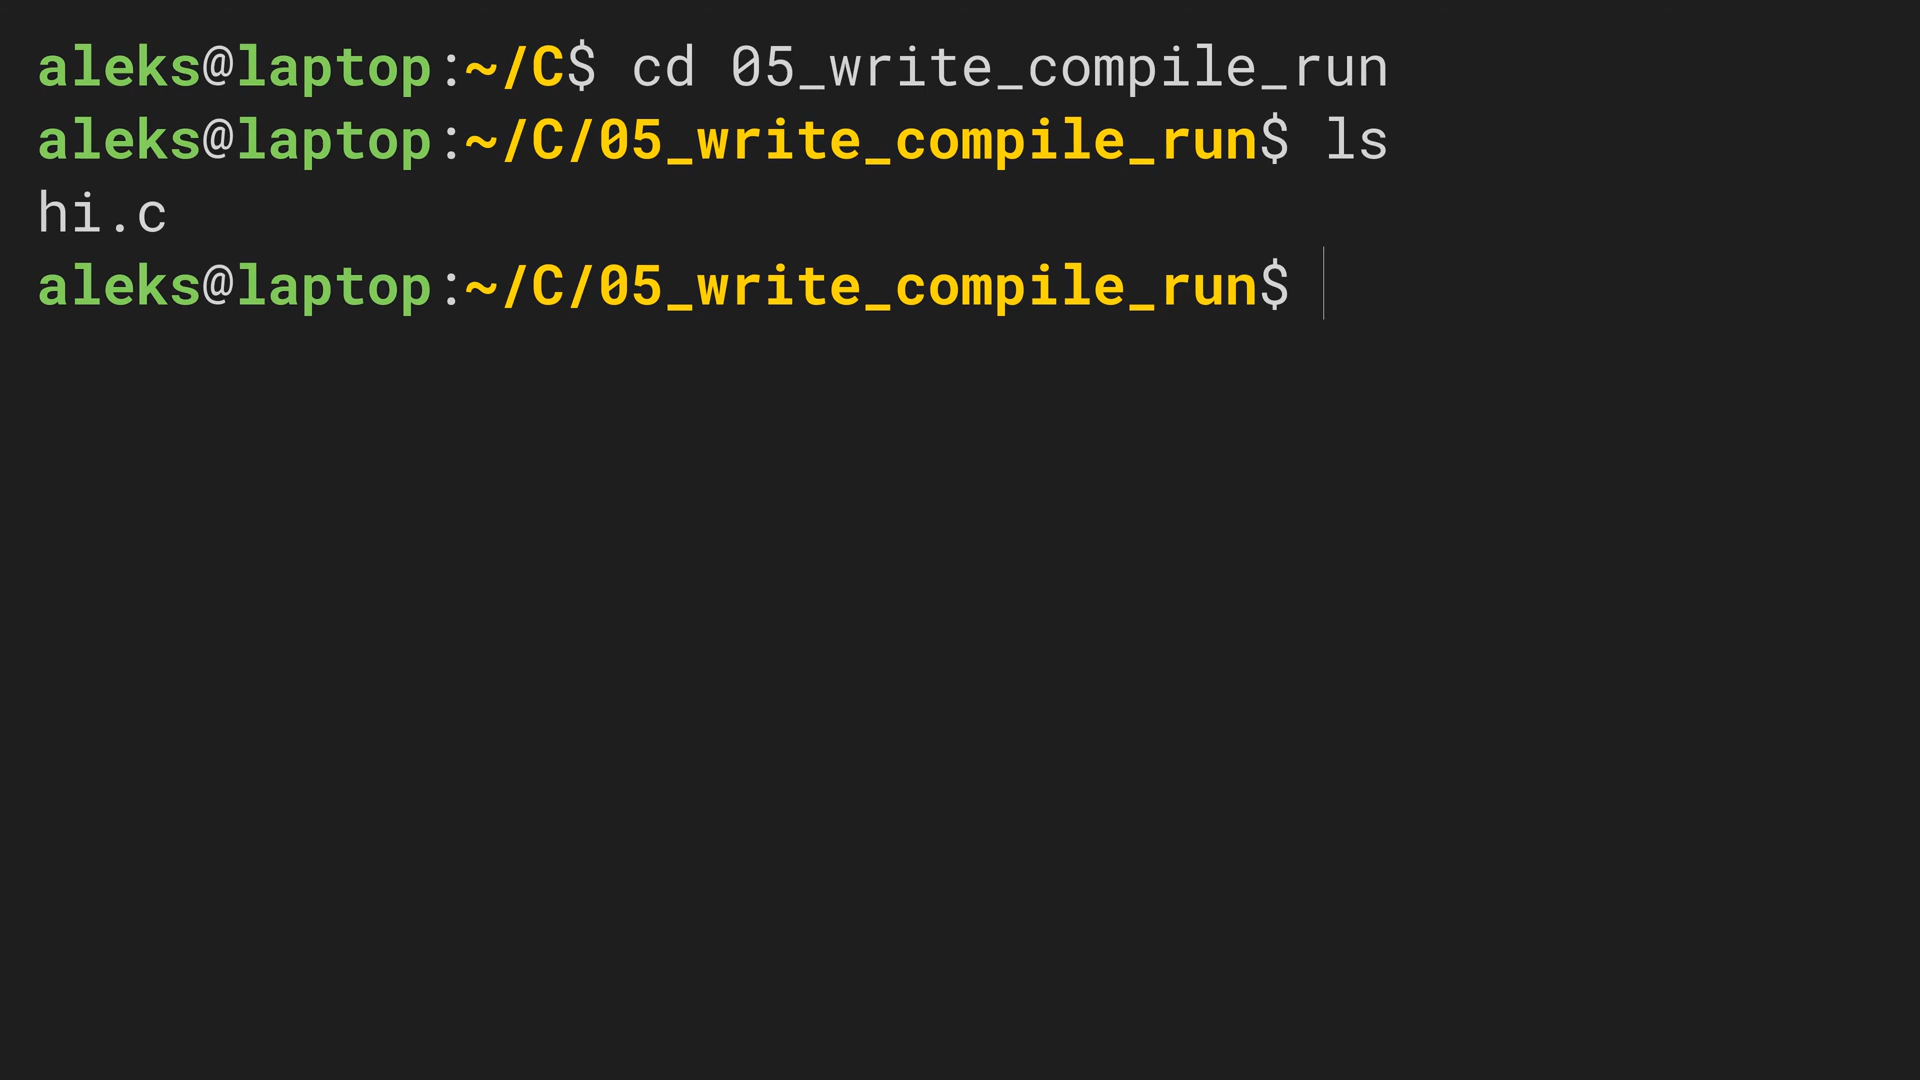 aleks@laptop:~/C$ cd 05_write_compile_run
aleks@laptop:~/C/05_write_compile_run$ ls
hi.c
aleks@laptop:~/C/05_write_compile_run$